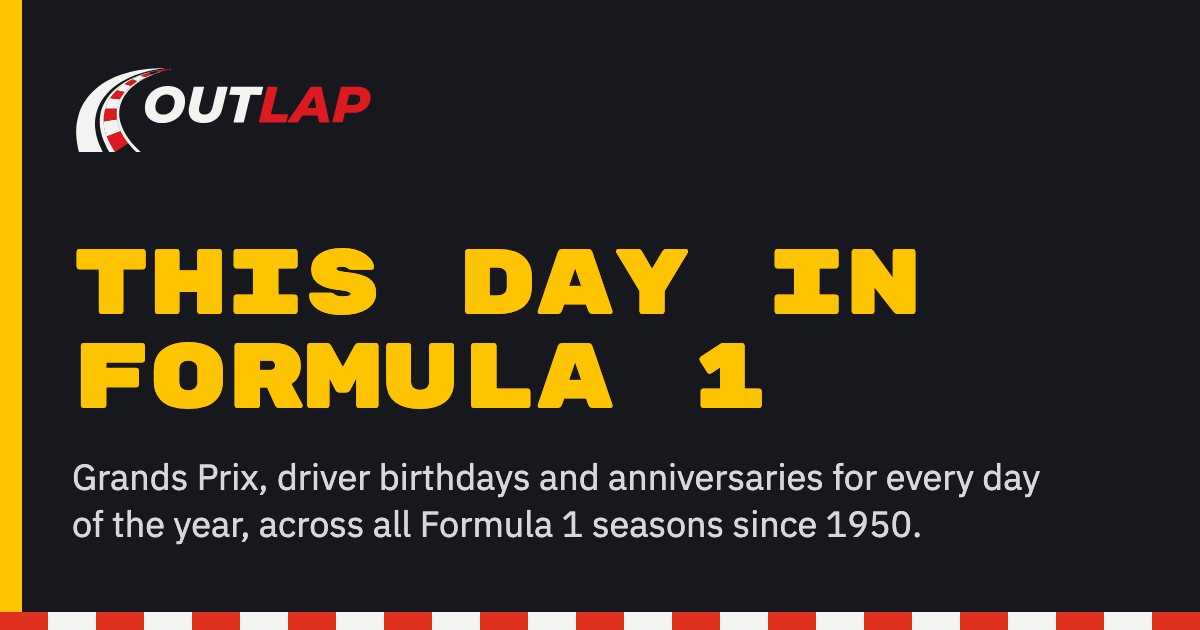 OUTLAP
THIS DAY IN
FORMULA 1
Grands Prix, driver birthdays and anniversaries for every day
of the year, across all Formula 1 seasons since 1950.